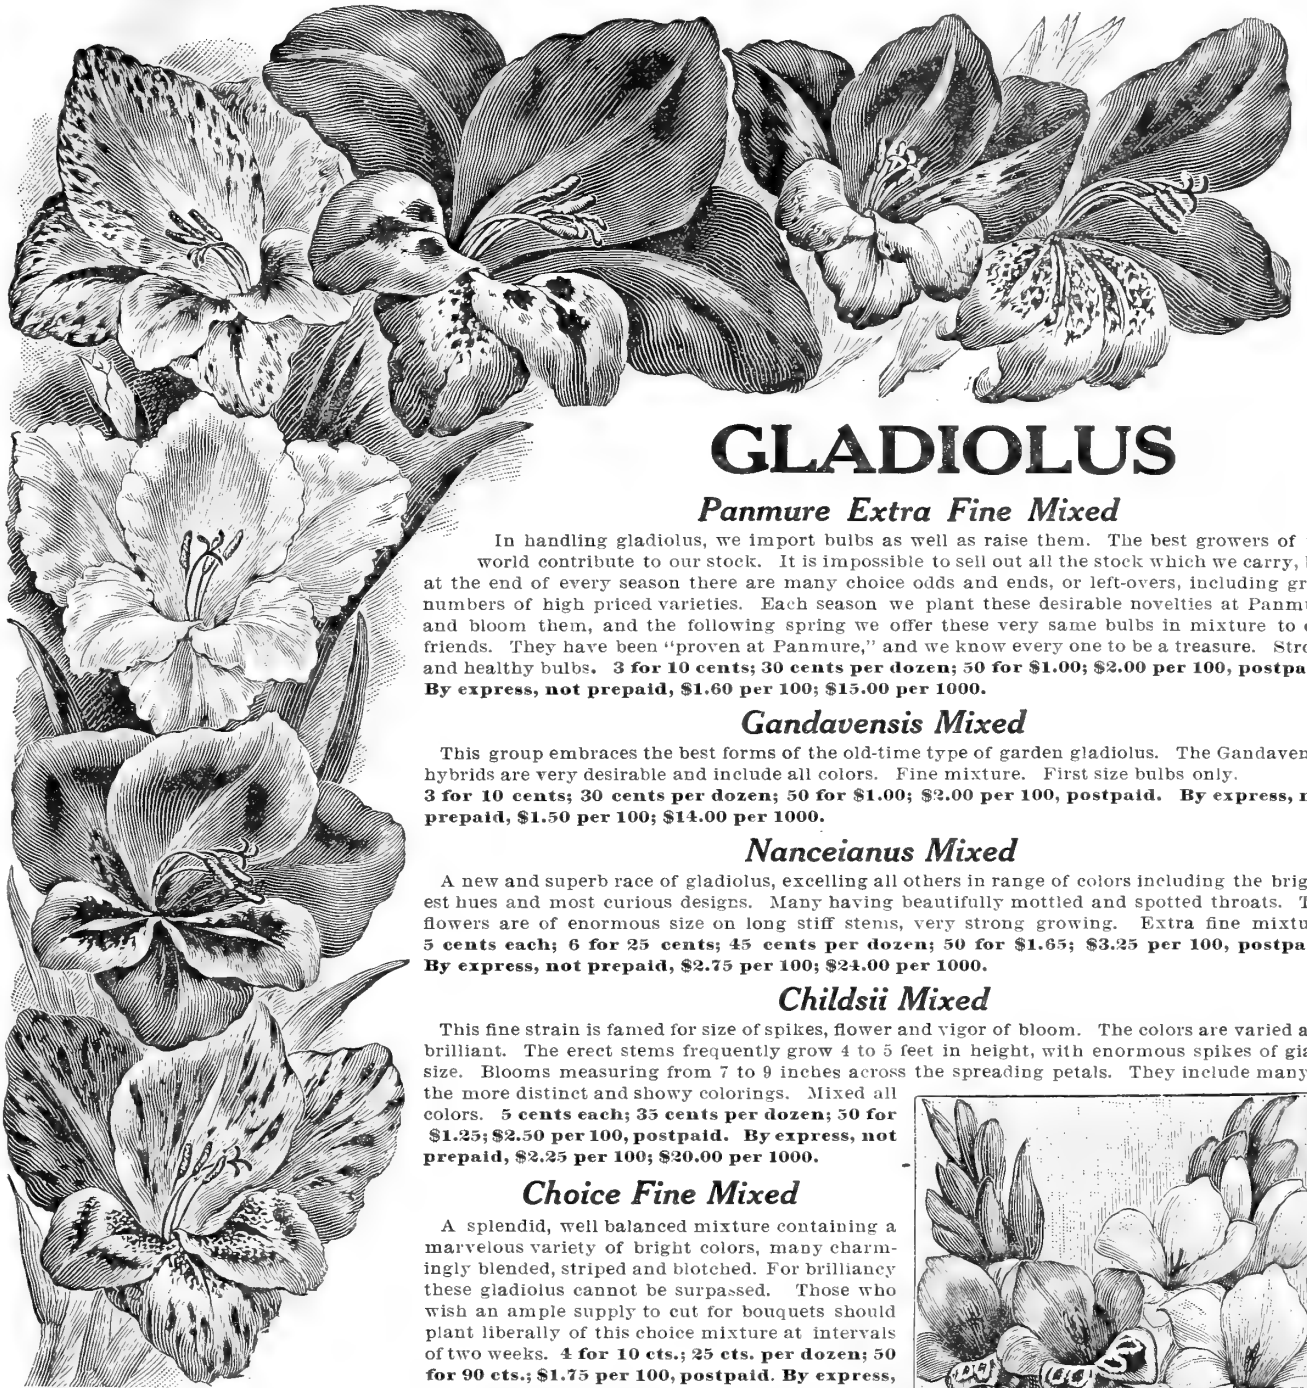 GLADIOLUS
Panmure Extra Fine Mixed
In handling gladiolus, we import bulbs as well as raise them. The best growers of
world contribute to our stock. It is impossible to sell out all the stock which we carry,
at the end of every season there are many choice odds and ends, or left-overs, including gr
numbers of high priced varieties. Each season we plant these desirable novelties at Panm
and bloom them, and the following spring we offer these very same bulbs in mixture to
friends. They have been "proven at Panmure," and we know every one to be a treasure. Stro
and healthy bulbs. 3 for 10 cents; 30 cents per dozen; 50 for $1.00; $2.00 per 100, postpa
By express, not prepaid, $1.60 per 100; $15.00 per 1000.
Gandavensis Mixed
This group embraces the best forms of the old-time type of garden gladiolus. The Gandaven
hybrids are very desirable and include all colors. Fine mixture. First size bulbs only.
3 for 10 cents; 30 cents per dozen; 50 for $1.00; $2.00 per 100, postpaid. By express, n
prepaid, $1.50 per 100; $14.00 per 1000.
Nanceianus Mixed
A new and superb race of gladiolus, excelling all others in range of colors including the brig
est hues and most curious designs. Many having beautifully mottled and spotted throats. T
flowers are of enormous size on long stiff stems, very strong growing. Extra fine mixtu
5 cents each; 6 for 25 cents; 45 cents per dozen; 50 for $1.65; $3.25 per 100, postpa
By express, not prepaid, $2.75 per 100; $24.00 per 1000.
Childsii Mixed
This fine strain is famed for size of spikes, flower and vigor of bloom. The colors are varied a
brilliant. The erect stems frequently grow 4 to 5 feet in height, with enormous spikes of gia
size. Blooms measuring from 7 to 9 inches across the spreading petals. They include many
the more distinct and showy colorings. Mixed all
colors. 5 cents each; 35 cents per dozen; 50 for
$1.25; $2.50 per 100, postpaid. By express, not
prepaid, $2.25 per 100; $20.00 per 1000.
Choice Fine Mixed
A splendid, well balanced mixture containing a
marvelous variety of bright colors, many charm-
ingly blended, striped and blotched. For brilliancy
these gladiolus cannot be surpassed. Those who
wish an ample supply to cut for bouquets should
plant liberally of this choice mixture at intervals
of two weeks. 4 for 10 cts.; 25 cts. per dozen; 50
for 90 cts.; $1.75 per 100, postpaid. By express,